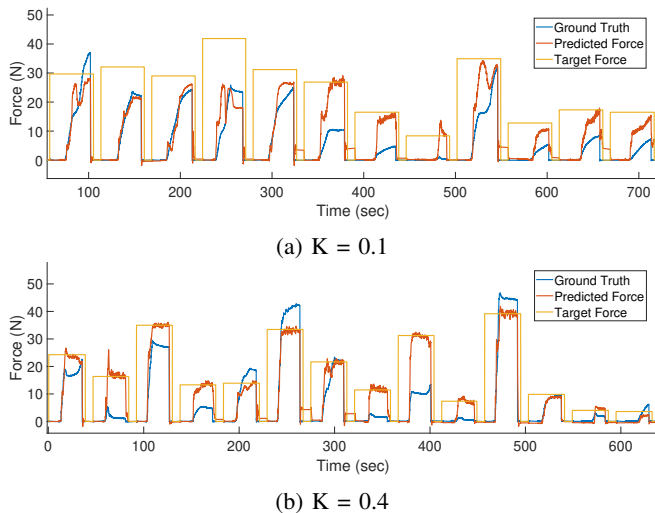 50
40
30
20
10
0
Force (N)
Ground Truth
Predicted Force
Target Force
100 200 300 400 500 600 700
Time (sec)
(a) K = 0.1
50
40
30
20
10
0
Force (N)
Ground Truth
Predicted Force
Target Force
0 100 200 300 400 500 600
Time (sec)
(b) K = 0.4